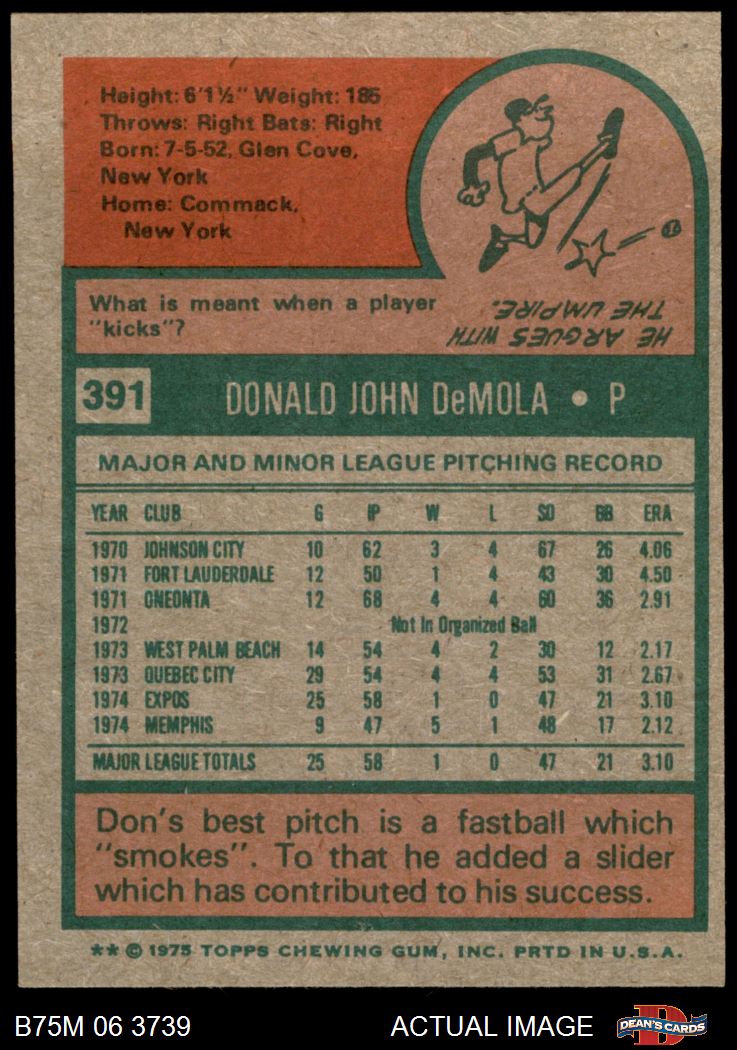 Height: 6'1½" Weight: 185
Throws: Right Bats: Right
Born: 7-5-52, Glen Cove,
New York
Home: Commack,
New York
What is meant when a player
"kicks"?
HE ARGUES WITH
THE UMPIRE.
391 DONALD JOHN DeMOLA • P
MAJOR AND MINOR LEAGUE PITCHING RECORD
YEAR CLUB G IP W L SO BB ERA
1970 JOHNSON CITY 10 62 3 4 67 26 4.06
1971 FORT LAUDERDALE 12 50 1 4 43 30 4.50
1971 ONEONTA 12 68 4 4 60 36 2.91
1972 Not In Organized Ball
1973 WEST PALM BEACH 14 54 4 2 30 12 2.17
1973 QUEBEC CITY 29 54 4 4 53 31 2.67
1974 EXPOS 25 58 1 0 47 21 3.10
1974 MEMPHIS 9 47 5 1 48 17 2.12
MAJOR LEAGUE TOTALS 25 58 1 0 47 21 3.10
Don's best pitch is a fastball which
"smokes". To that he added a slider
which has contributed to his success.
** © 1975 TOPPS CHEWING GUM, INC. PRTD IN U.S.A.
B75M 06 3739 ACTUAL IMAGE DEAN'S CARDS